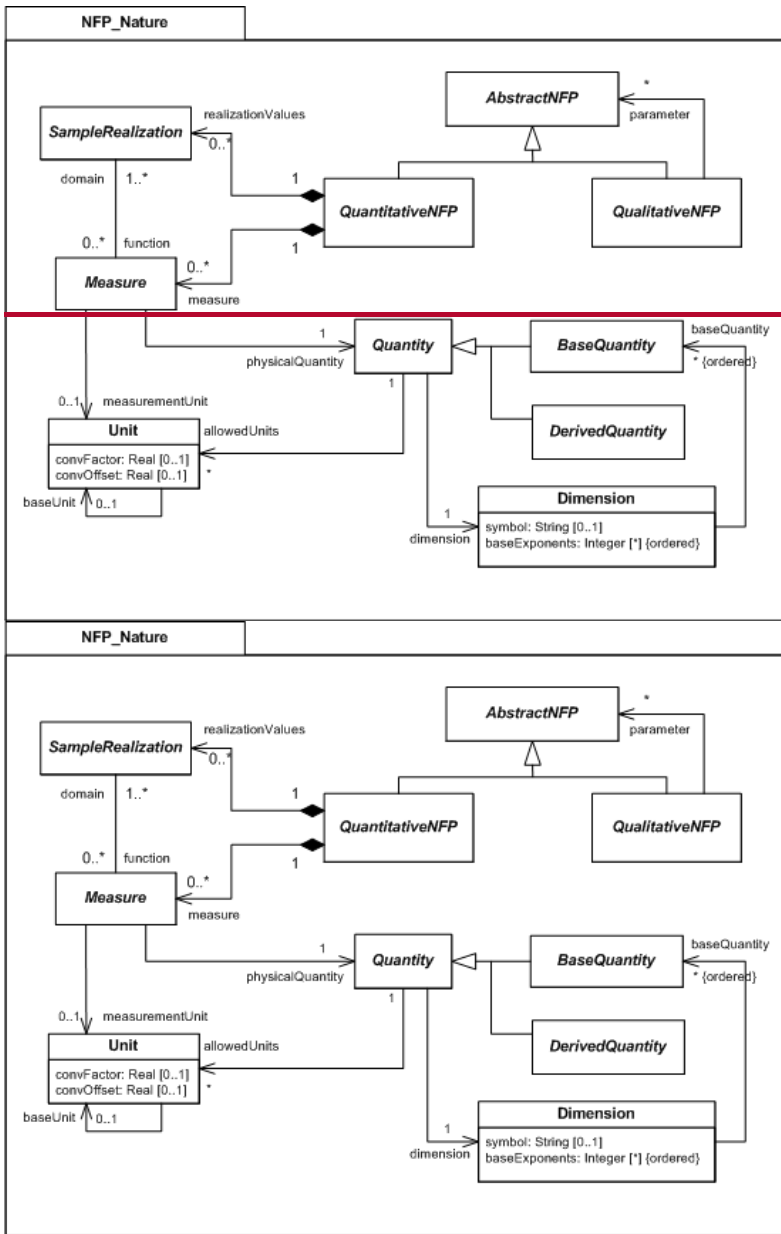 NFP_Nature
AbstractNFP
*
parameter
realizationValues
SampleRealization
0..*
domain
1..*
1
QuantitativeNFP
QualitativeNFP
1
0..*
function
0..*
Measure
measure
1
physicalQuantity
Quantity
1
BaseQuantity
baseQuantity
* {ordered}
0..1
measurementUnit
Unit
allowedUnits
convFactor: Real [0..1]
convOffset: Real [0..1]
*
baseUnit
0..1
DerivedQuantity
1
dimension
Dimension
symbol: String [0..1]
baseExponents: Integer [*] {ordered}
NFP_Nature
AbstractNFP
*
parameter
realizationValues
SampleRealization
0..*
domain
1..*
1
QuantitativeNFP
QualitativeNFP
1
0..*
function
0..*
Measure
measure
1
physicalQuantity
Quantity
1
BaseQuantity
baseQuantity
* {ordered}
0..1
measurementUnit
Unit
allowedUnits
convFactor: Real [0..1]
convOffset: Real [0..1]
*
baseUnit
0..1
DerivedQuantity
1
dimension
Dimension
symbol: String [0..1]
baseExponents: Integer [*] {ordered}